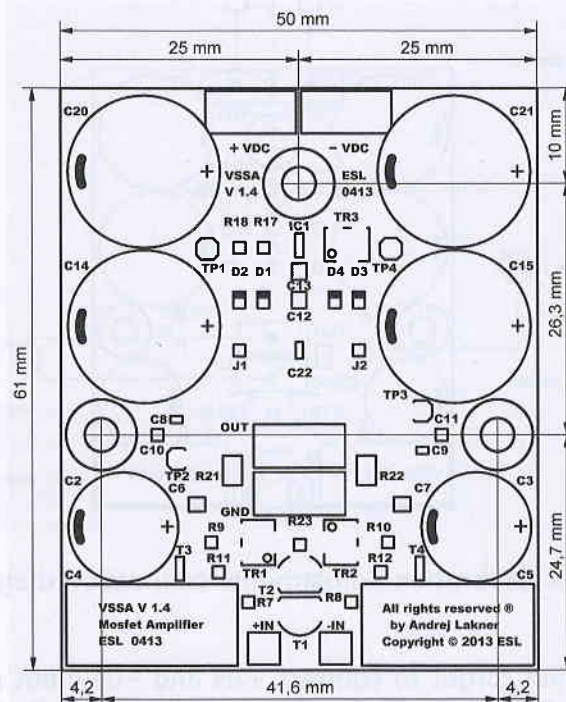 50 mm
25 mm 25 mm
C20 C21
+ VDC - VDC
VSSA ESL
V 1.4 0413
10 mm
R18 R17 IC1 TR3
TP1 TP4
D2 D1 C13 D4 D3
C14 C15
C12
26,3 mm
61 mm
J1 C22 J2
TP3
C8 OUT C11
C10 C9
TP2 R21 R22
C2 C6 C7 C3
GND
R9 R23 R10
24,7 mm
T3 R11 TR1 TR2 R12 T4
C4 T2 C5
R7 R8
VSSA V 1.4
Mosfet Amplifier
ESL 0413
+IN -IN
T1
All rights reserved ®
by Andrej Lakner
Copyright © 2013 ESL
4,2 41,6 mm 4,2